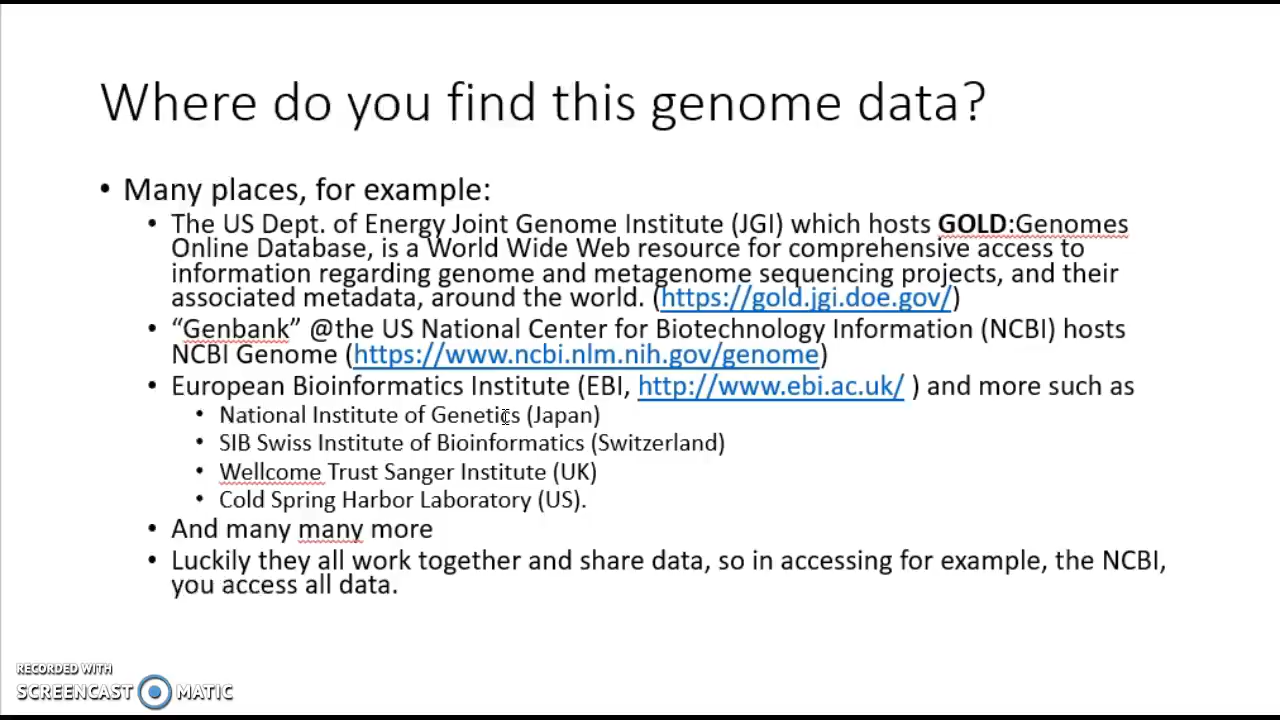 Where do you find this genome data?
• Many places, for example:
• The US Dept. of Energy Joint Genome Institute (JGI) which hosts GOLD:Genomes
Online Database, is a World Wide Web resource for comprehensive access to
information regarding genome and metagenome sequencing projects, and their
associated metadata, around the world. (https://gold.jgi.doe.gov/)
• “Genbank” @the US National Center for Biotechnology Information (NCBI) hosts
NCBI Genome (https://www.ncbi.nlm.nih.gov/genome)
• European Bioinformatics Institute (EBI, http://www.ebi.ac.uk/ ) and more such as
• National Institute of Genetics (Japan)
• SIB Swiss Institute of Bioinformatics (Switzerland)
• Wellcome Trust Sanger Institute (UK)
• Cold Spring Harbor Laboratory (US).
• And many many more
• Luckily they all work together and share data, so in accessing for example, the NCBI,
you access all data.
RECORDED WITH
SCREENCAST MATIC